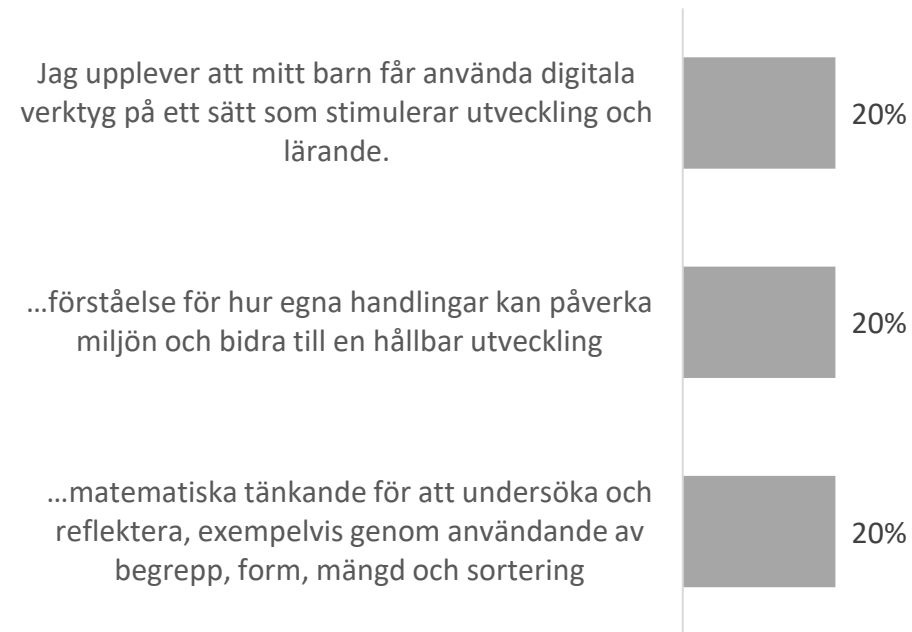 Jag upplever att mitt barn får använda digitala
verktyg på ett sätt som stimulerar utveckling och
lärande.
20%
…förståelse för hur egna handlingar kan påverka
miljön och bidra till en hållbar utveckling
20%
…matematiska tänkande för att undersöka och
reflektera, exempelvis genom användande av
begrepp, form, mängd och sortering
20%